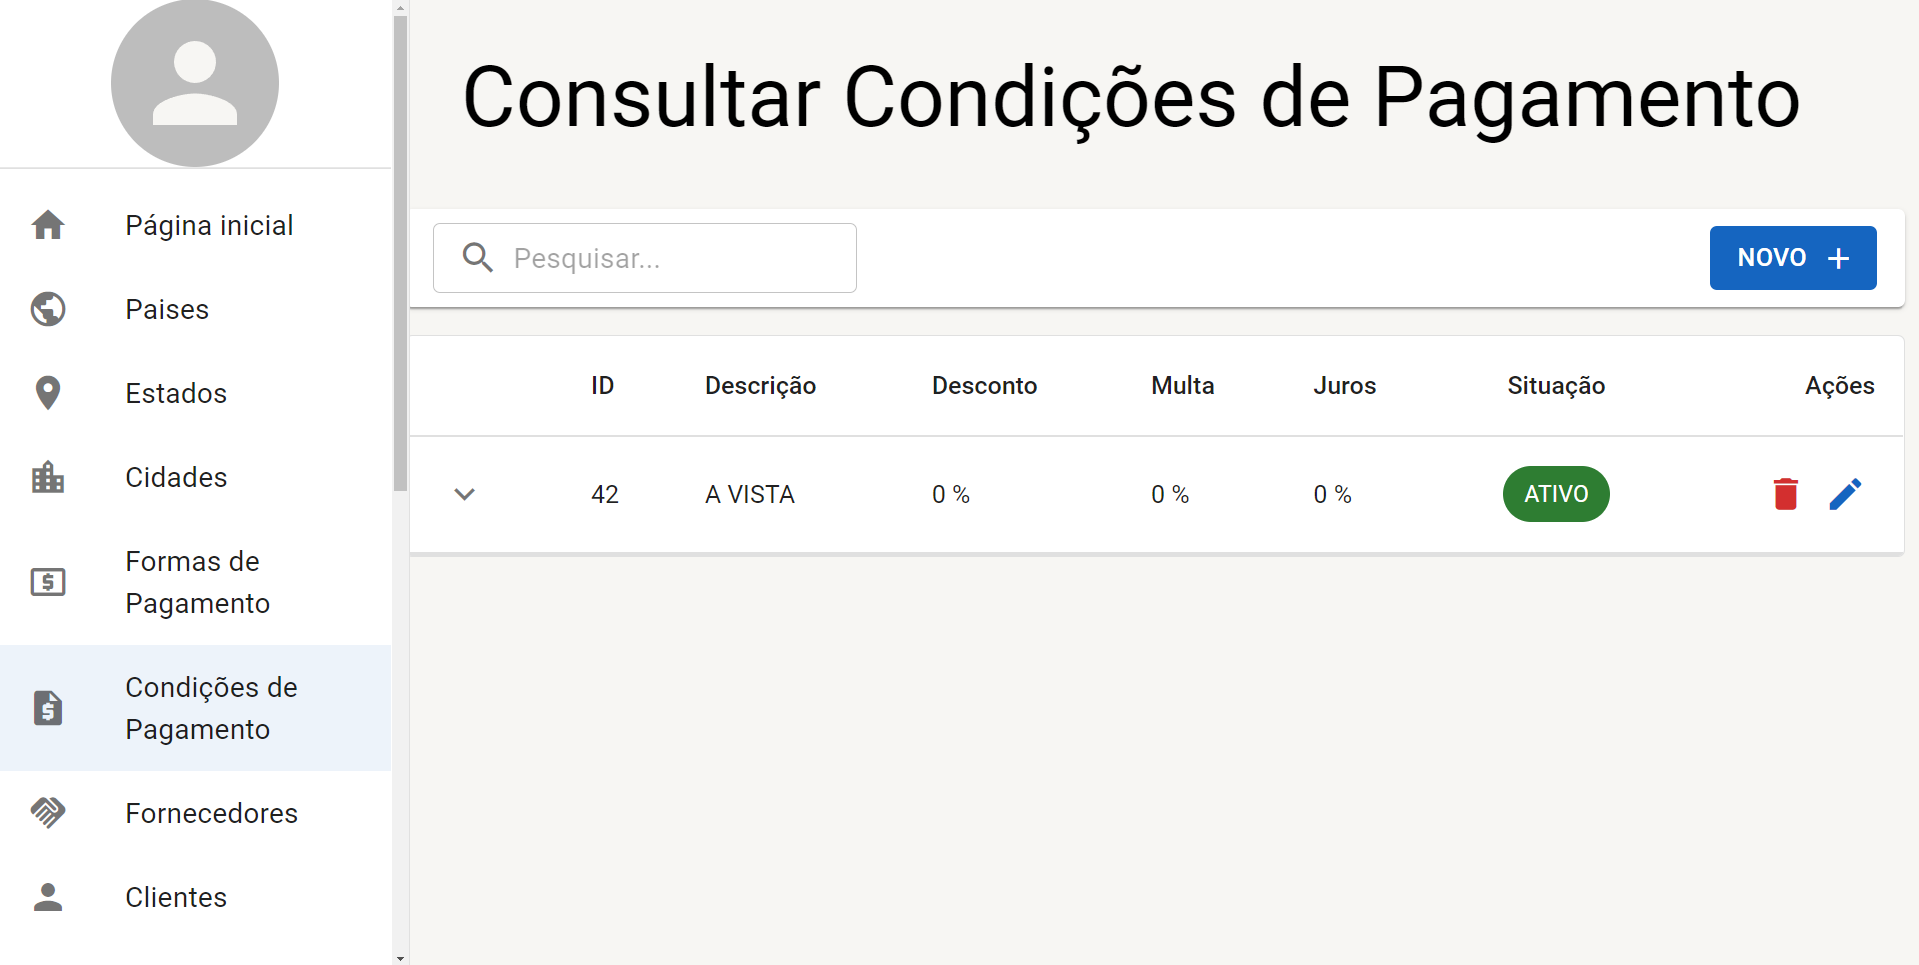 Consultar Condições de Pagamento
Página inicial
Paises
Estados
Cidades
Formas de
Pagamento
Condições de
Pagamento
Fornecedores
Clientes
Pesquisar...
NOVO +
ID Descrição Desconto Multa Juros Situação Ações
42 A VISTA 0 % 0 % 0 % ATIVO